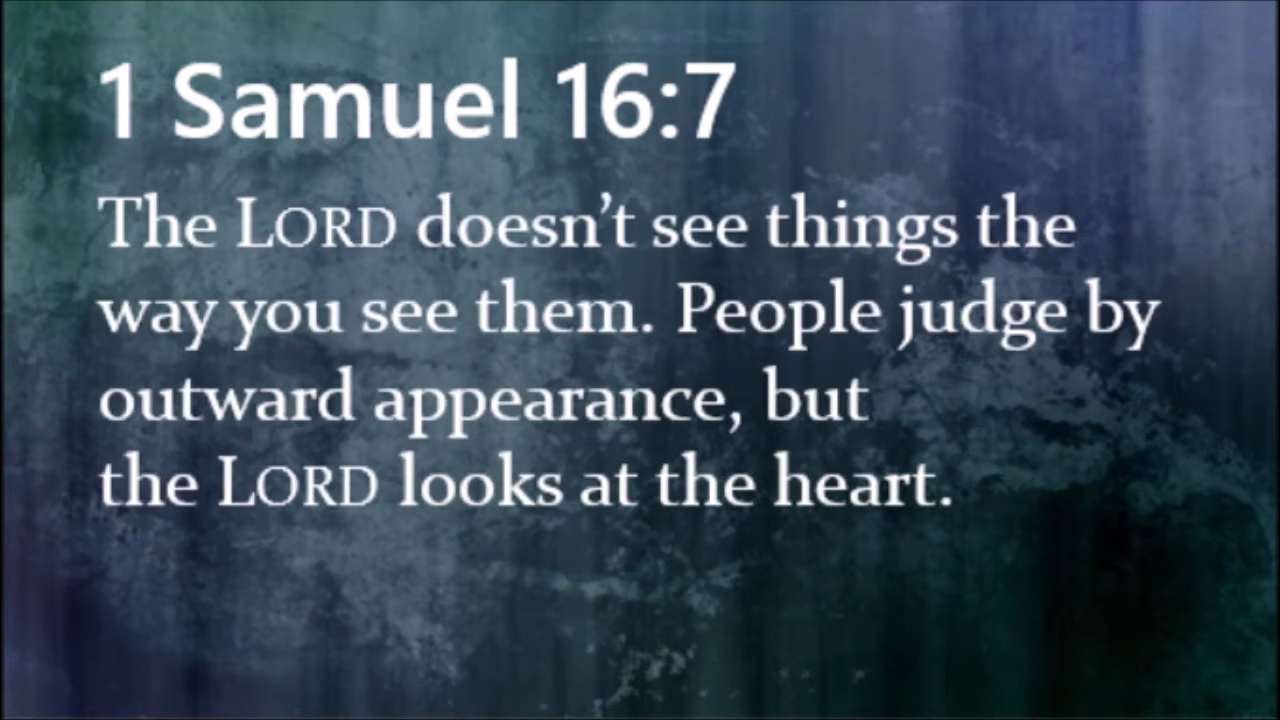 1 Samuel 16:7
The LORD doesn’t see things the
way you see them. People judge by
outward appearance, but
the LORD looks at the heart.